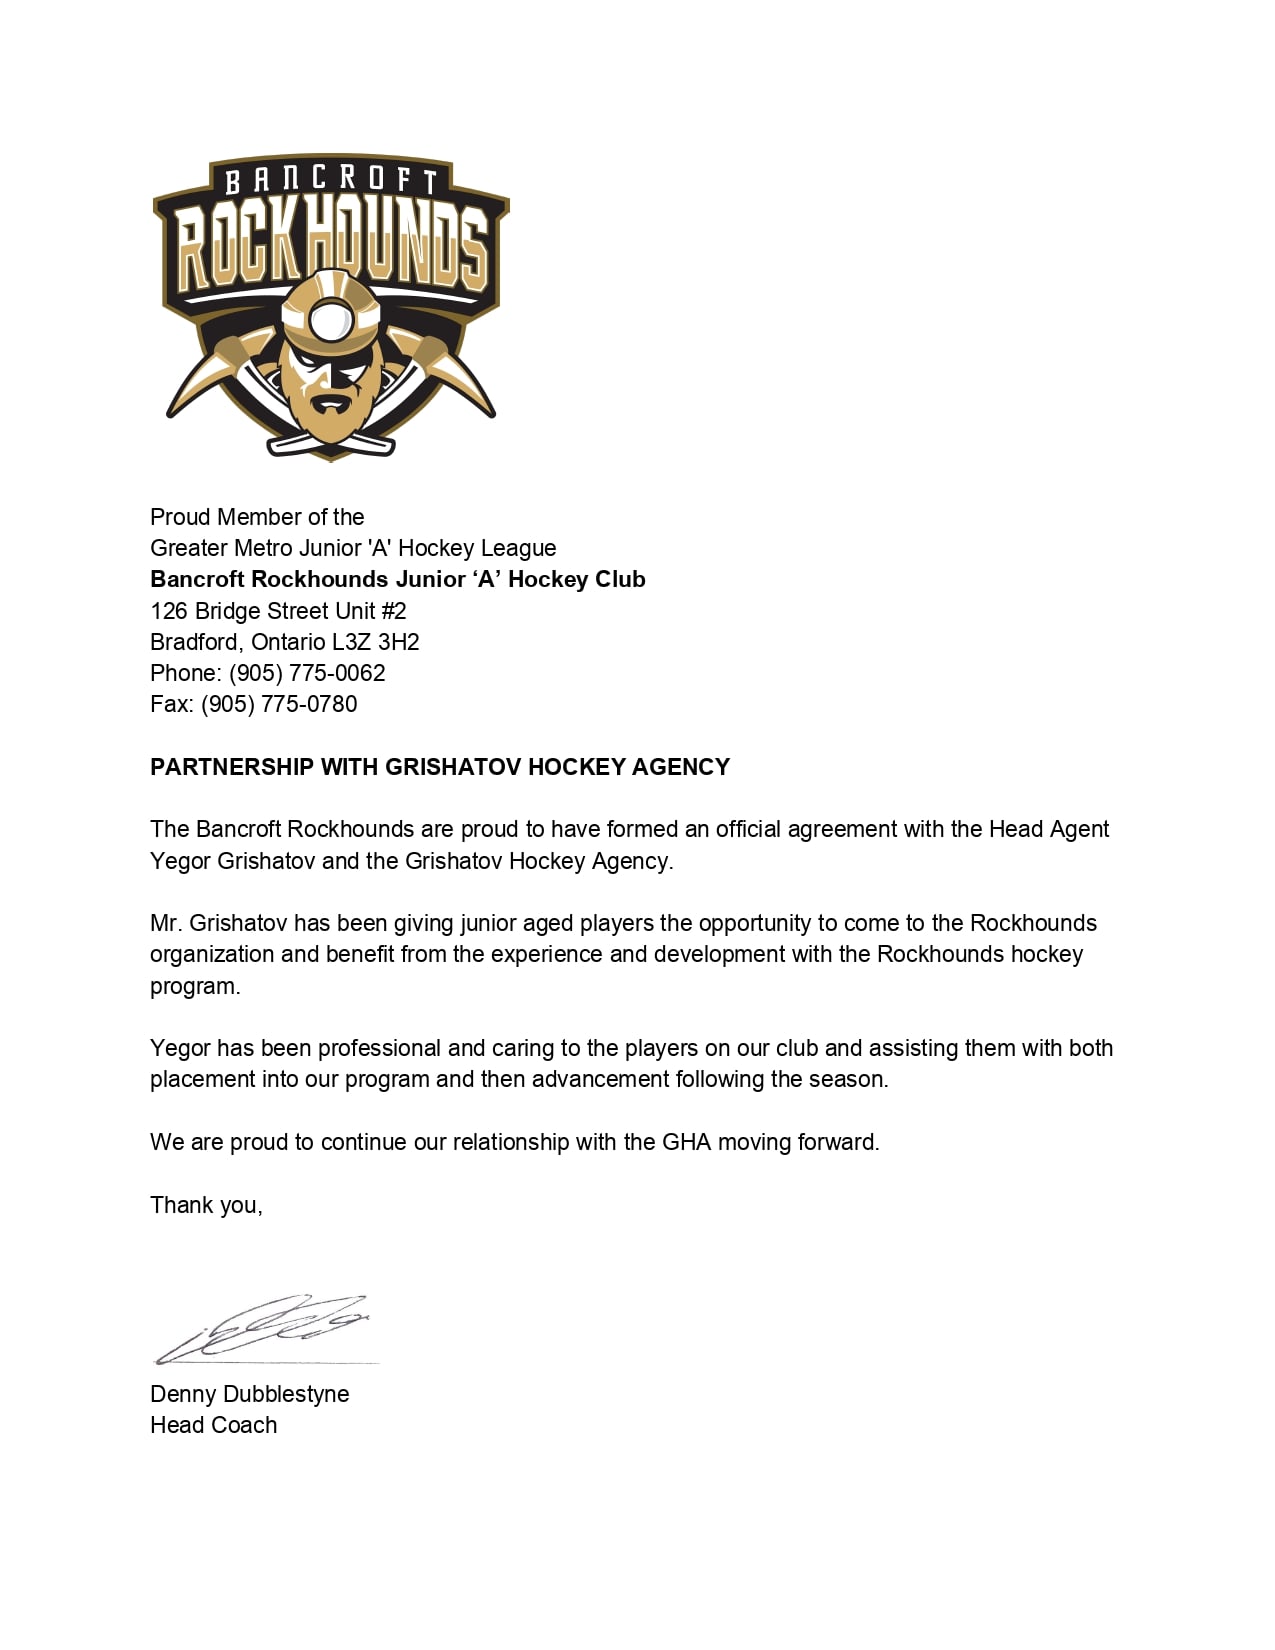 BANCROFT
ROCKHOUNDS
Proud Member of the
Greater Metro Junior 'A' Hockey League
Bancroft Rockhounds Junior ‘A’ Hockey Club
126 Bridge Street Unit #2
Bradford, Ontario L3Z 3H2
Phone: (905) 775-0062
Fax: (905) 775-0780
PARTNERSHIP WITH GRISHATOV HOCKEY AGENCY
The Bancroft Rockhounds are proud to have formed an official agreement with the Head Agent
Yegor Grishatov and the Grishatov Hockey Agency.
Mr. Grishatov has been giving junior aged players the opportunity to come to the Rockhounds
organization and benefit from the experience and development with the Rockhounds hockey
program.
Yegor has been professional and caring to the players on our club and assisting them with both
placement into our program and then advancement following the season.
We are proud to continue our relationship with the GHA moving forward.
Thank you,
Denny Dubblestyne
Head Coach